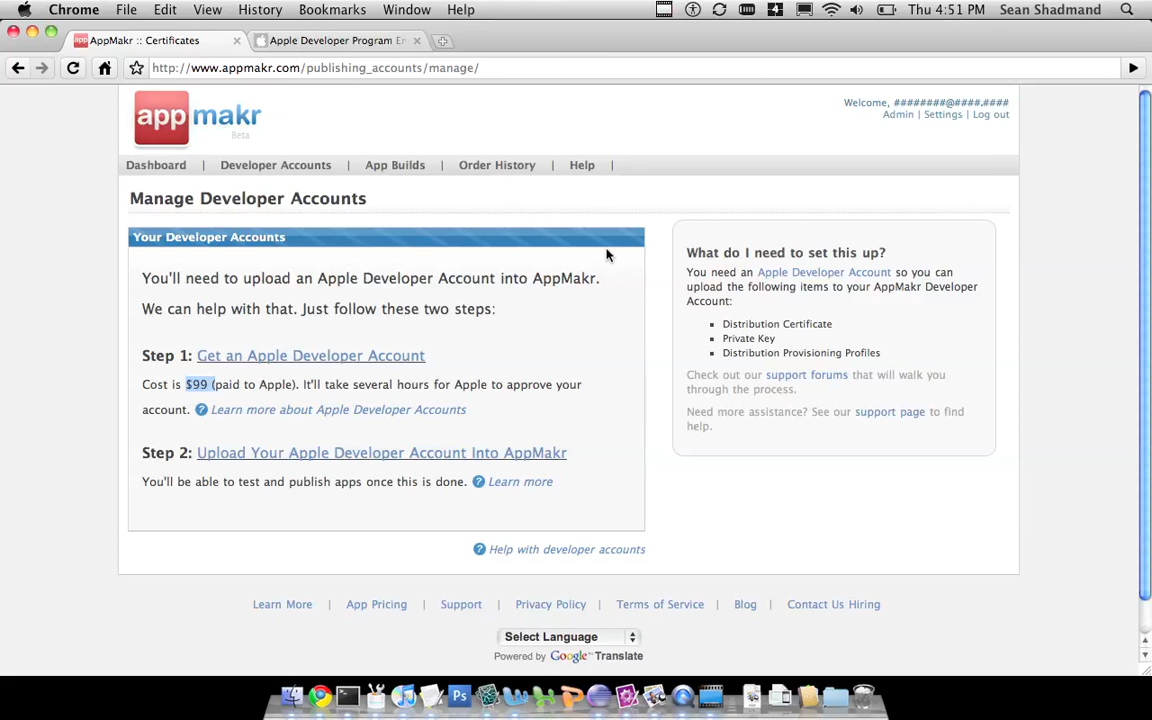 Chrome File Edit View History Bookmarks Window Help Thu 4:51 PM Sean Shadmand
AppMakr :: Certificates Apple Developer Program En
http://www.appmakr.com/publishing_accounts/manage/
appmakr
Beta
Welcome, ########@####.####
Admin | Settings | Log out
Dashboard | Developer Accounts | App Builds | Order History | Help |
Manage Developer Accounts
Your Developer Accounts
You'll need to upload an Apple Developer Account into AppMakr.
We can help with that. Just follow these two steps:
Step 1: Get an Apple Developer Account
Cost is $99 (paid to Apple). It'll take several hours for Apple to approve your
account. ? Learn more about Apple Developer Accounts
Step 2: Upload Your Apple Developer Account Into AppMakr
You'll be able to test and publish apps once this is done. ? Learn more
? Help with developer accounts
What do I need to set this up?
You need an Apple Developer Account so you can
upload the following items to your AppMakr Developer
Account:
Distribution Certificate
Private Key
Distribution Provisioning Profiles
Check out our support forums that will walk you
through the process.
Need more assistance? See our support page to find
help.
Learn More | App Pricing | Support | Privacy Policy | Terms of Service | Blog | Contact Us Hiring
Select Language
Powered by Google™ Translate
Ps